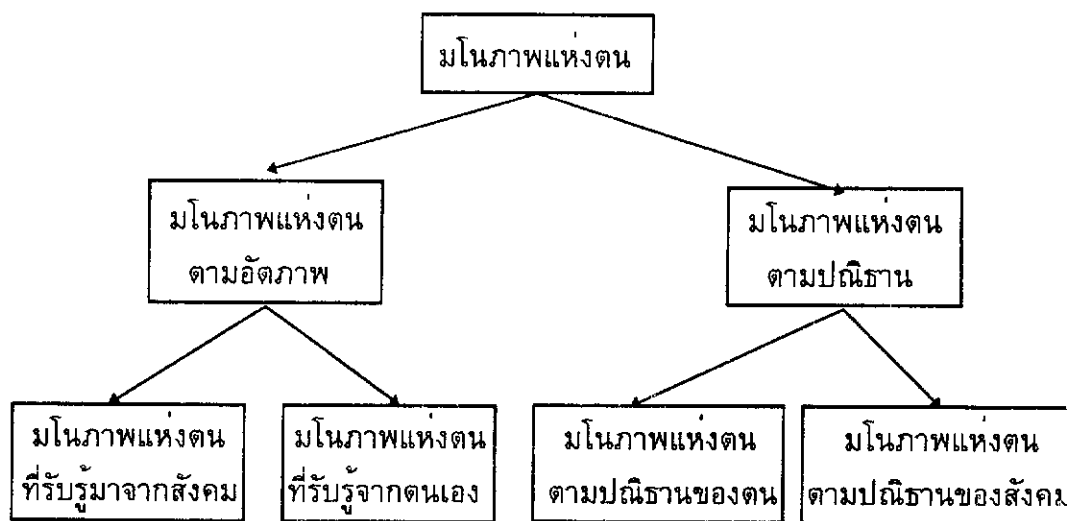 มโนภาพแห่งตน
มโนภาพแห่งตน
ตามอัตภาพ
มโนภาพแห่งตน
ตามปณิธาน
มโนภาพแห่งตน
ที่รับรู้มาจากสังคม
มโนภาพแห่งตน
ที่รับรู้จากตนเอง
มโนภาพแห่งตน
ตามปณิธานของตน
มโนภาพแห่งตน
ตามปณิธานของสังคม